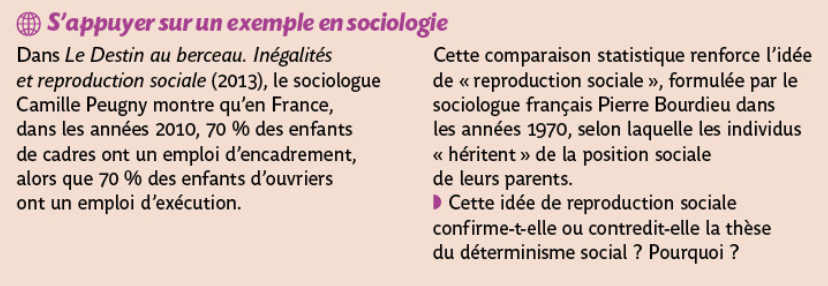 S'appuyer sur un exemple en sociologie
Dans Le Destin au berceau. Inégalités
et reproduction sociale (2013), le sociologue
Camille Peugny montre qu'en France,
dans les années 2010, 70 % des enfants
de cadres ont un emploi d'encadrement,
alors que 70 % des enfants d'ouvriers
ont un emploi d'exécution.
Cette comparaison statistique renforce l'idée
de « reproduction sociale », formulée par le
sociologue français Pierre Bourdieu dans
les années 1970, selon laquelle les individus
« héritent » de la position sociale
de leurs parents.
Cette idée de reproduction sociale
confirme-t-elle ou contredit-elle la thèse
du déterminisme social ? Pourquoi ?